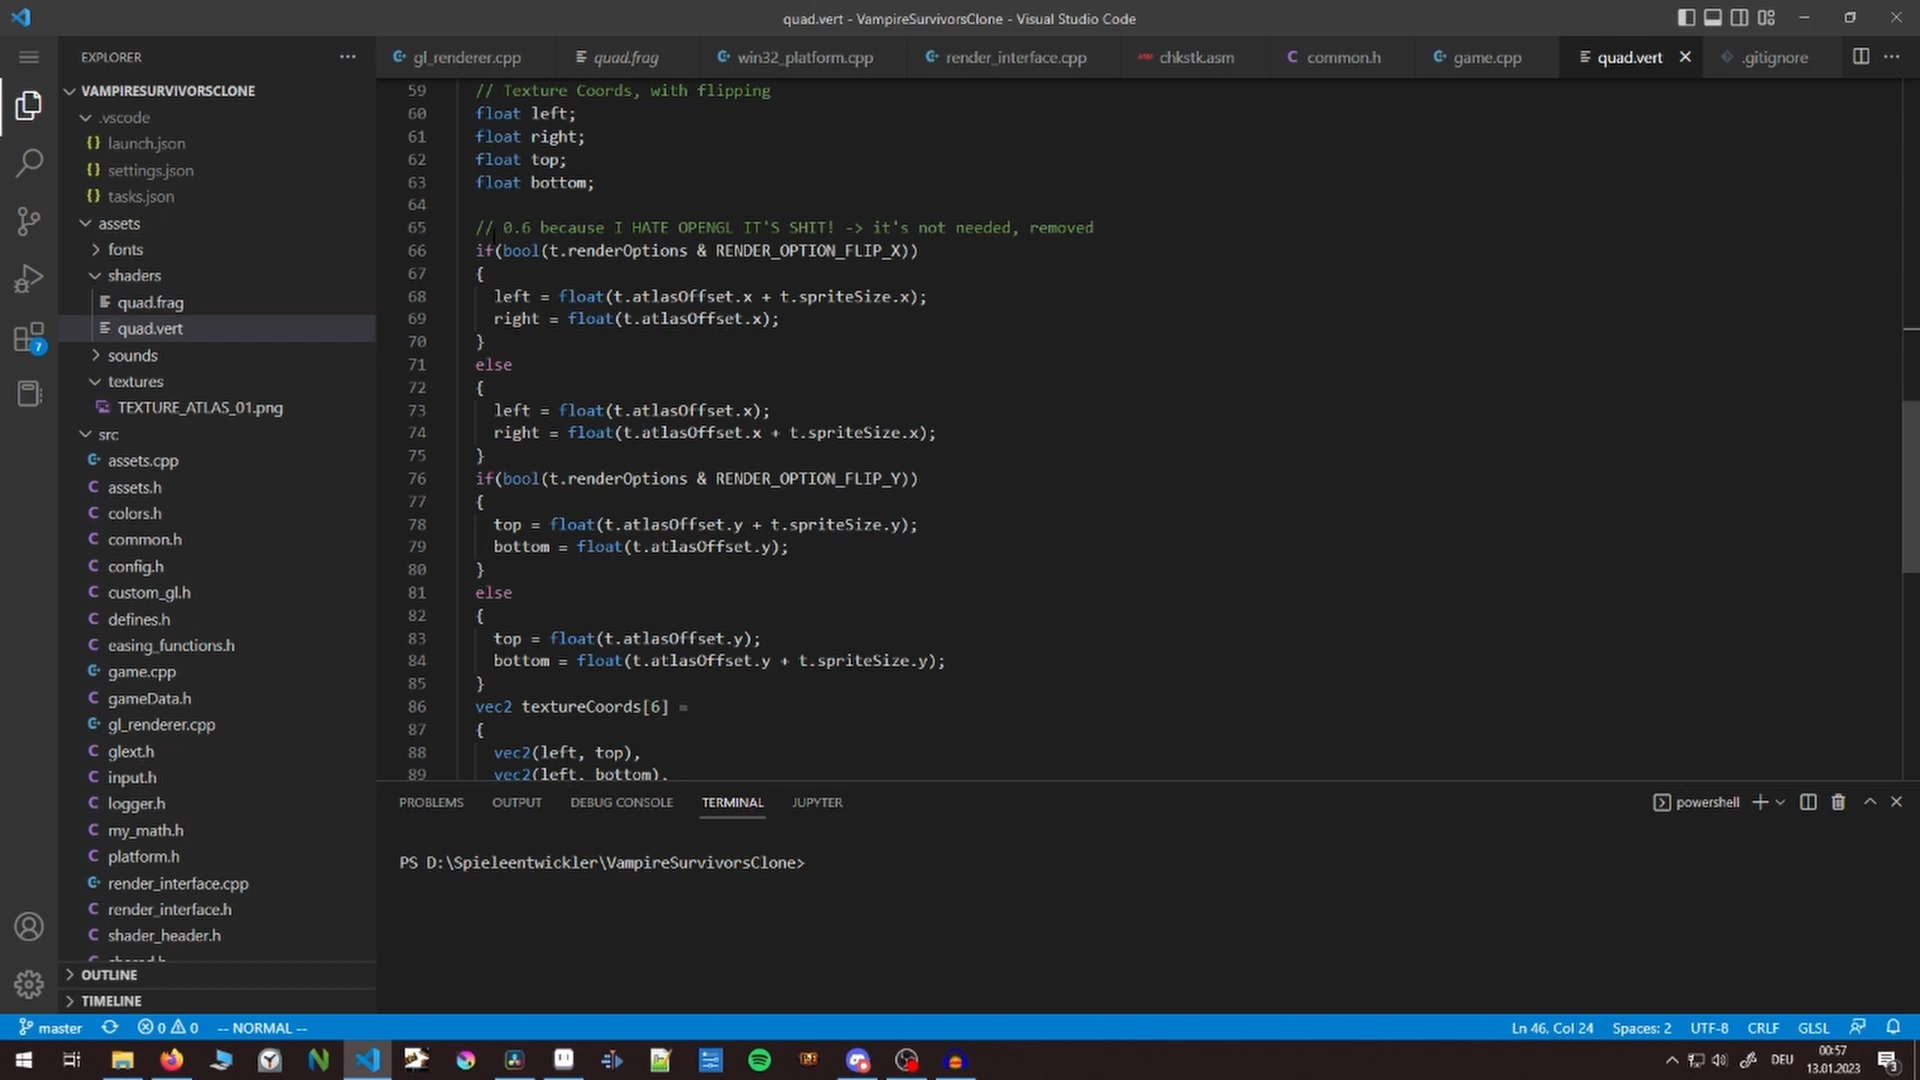 quad.vert - VampireSurvivorsClone - Visual Studio Code
EXPLORER
gl_renderer.cpp quad.frag win32_platform.cpp render_interface.cpp chkstk.asm common.h game.cpp quad.vert .gitignore
VAMPIRESURVIVORSCLONE
.vscode
launch.json
settings.json
tasks.json
assets
fonts
shaders
quad.frag
quad.vert
sounds
textures
TEXTURE_ATLAS_01.png
src
assets.cpp
assets.h
colors.h
common.h
config.h
custom_gl.h
defines.h
easing_functions.h
game.cpp
gameData.h
gl_renderer.cpp
glext.h
input.h
logger.h
my_math.h
platform.h
render_interface.cpp
render_interface.h
shader_header.h
OUTLINE
TIMELINE
7
59 // Texture Coords, with flipping
60 float left;
61 float right;
62 float top;
63 float bottom;
64
65 // 0.6 because I HATE OPENGL IT'S SHIT! -> it's not needed, removed
66 if(bool(t.renderOptions & RENDER_OPTION_FLIP_X))
67 {
68 left = float(t.atlasOffset.x + t.spriteSize.x);
69 right = float(t.atlasOffset.x);
70 }
71 else
72 {
73 left = float(t.atlasOffset.x);
74 right = float(t.atlasOffset.x + t.spriteSize.x);
75 }
76 if(bool(t.renderOptions & RENDER_OPTION_FLIP_Y))
77 {
78 top = float(t.atlasOffset.y + t.spriteSize.y);
79 bottom = float(t.atlasOffset.y);
80 }
81 else
82 {
83 top = float(t.atlasOffset.y);
84 bottom = float(t.atlasOffset.y + t.spriteSize.y);
85 }
86 vec2 textureCoords[6] =
87 {
88 vec2(left, top),
89 vec2(left, bottom),
PROBLEMS OUTPUT DEBUG CONSOLE TERMINAL JUPYTER
powershell
PS D:\Spieleentwickler\VampireSurvivorsClone>
master 0 0 -- NORMAL -- Ln 46, Col 24 Spaces: 2 UTF-8 CRLF GLSL
DEU
00:57
13.01.2023
3